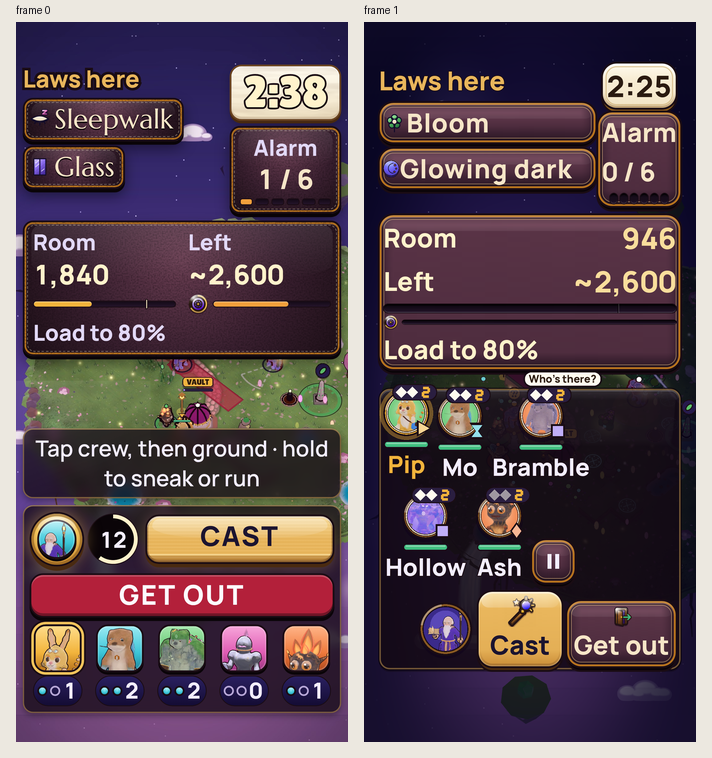 frame 0
Laws here
2:38
Sleepwalk
Glass
Alarm
1 / 6
Room
Left
1,840
~2,600
Load to 80%
VAULT
Tap crew, then ground · hold
to sneak or run
12
CAST
GET OUT
1
2
2
0
1
frame 1
Laws here
2:25
Bloom
Glowing dark
Alarm
0 / 6
Room
946
Left
~2,600
Load to 80%
Who's there?
2
2
2
Pip
Mo
Bramble
2
2
Hollow
Ash
Cast
Get out